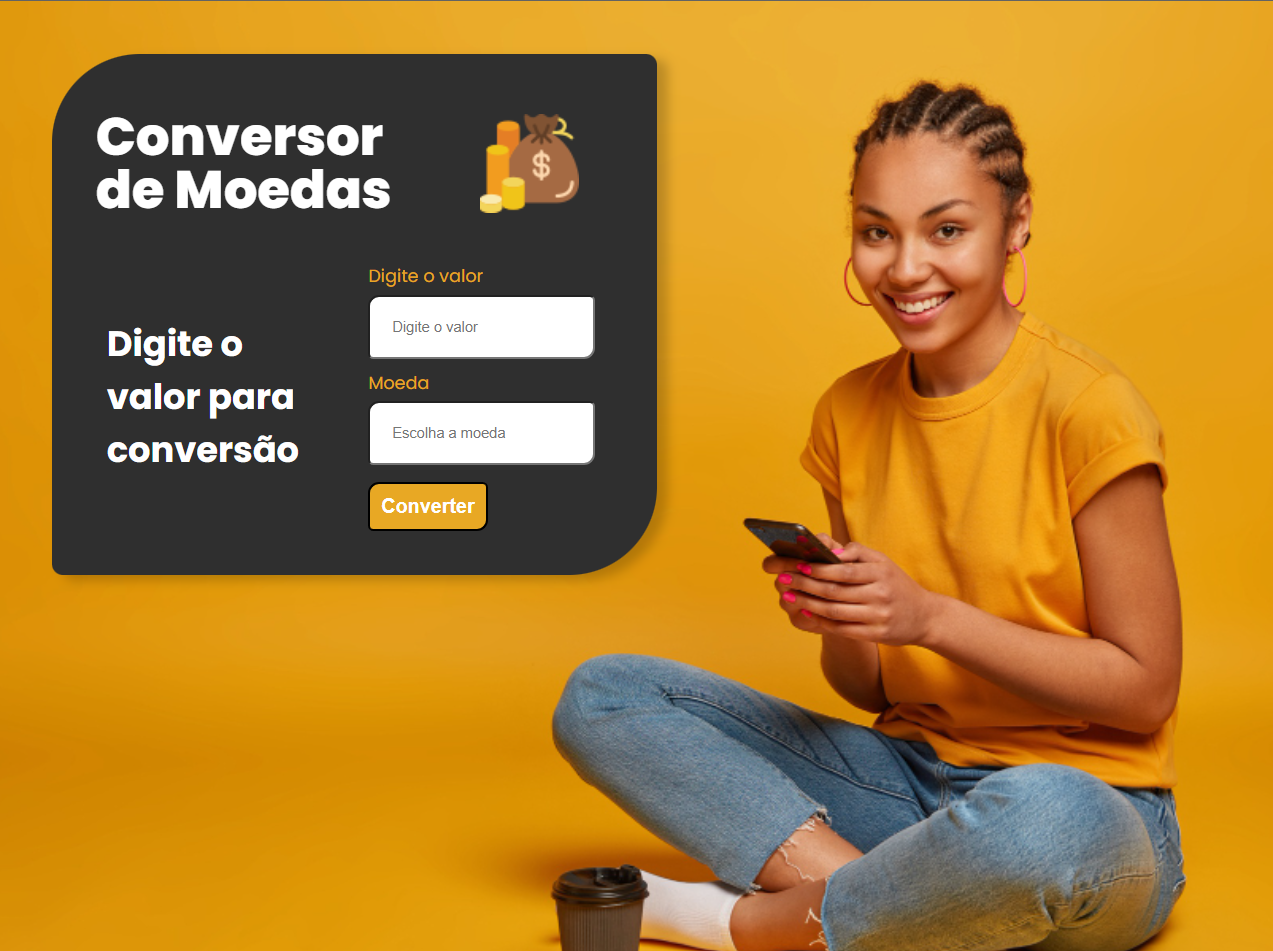 Conversor
de Moedas
$
Digite o
valor para
conversão
Digite o valor
Digite o valor
Moeda
Escolha a moeda
Converter